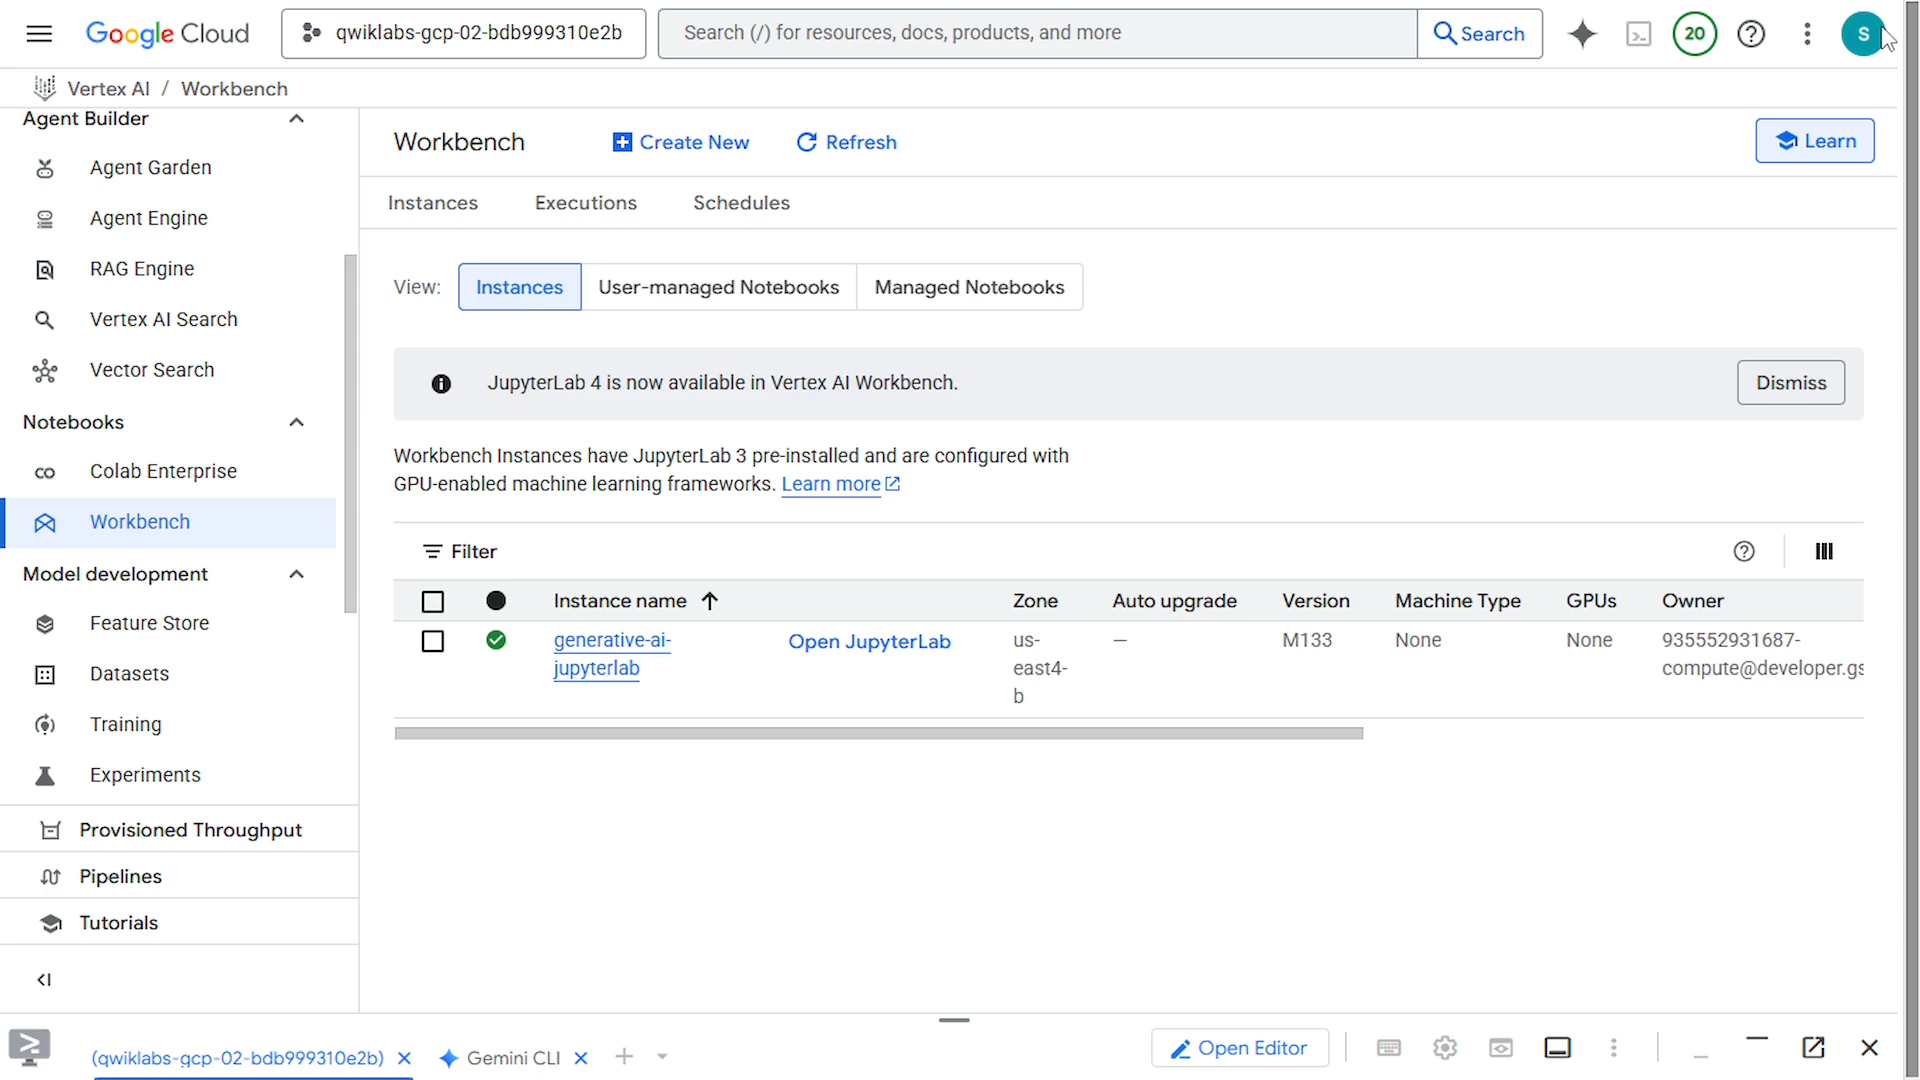 Google Cloud
qwiklabs-gcp-02-bdb999310e2b
Search (/) for resources, docs, products, and more
Search
20
S
Vertex AI / Workbench
Agent Builder
Agent Garden
Agent Engine
RAG Engine
Vertex AI Search
Vector Search
Notebooks
Colab Enterprise
Workbench
Model development
Feature Store
Datasets
Training
Experiments
Provisioned Throughput
Pipelines
Tutorials
Workbench
Create New
Refresh
Learn
Instances
Executions
Schedules
View:
Instances
User-managed Notebooks
Managed Notebooks
JupyterLab 4 is now available in Vertex AI Workbench.
Dismiss
Workbench Instances have JupyterLab 3 pre-installed and are configured with
GPU-enabled machine learning frameworks. Learn more
Filter
Instance name Zone Auto upgrade Version Machine Type GPUs Owner
generative-ai- Open JupyterLab us- — M133 None None 935552931687-
jupyterlab east4- compute@developer.gs
b
(qwiklabs-gcp-02-bdb999310e2b)
Gemini CLI
Open Editor